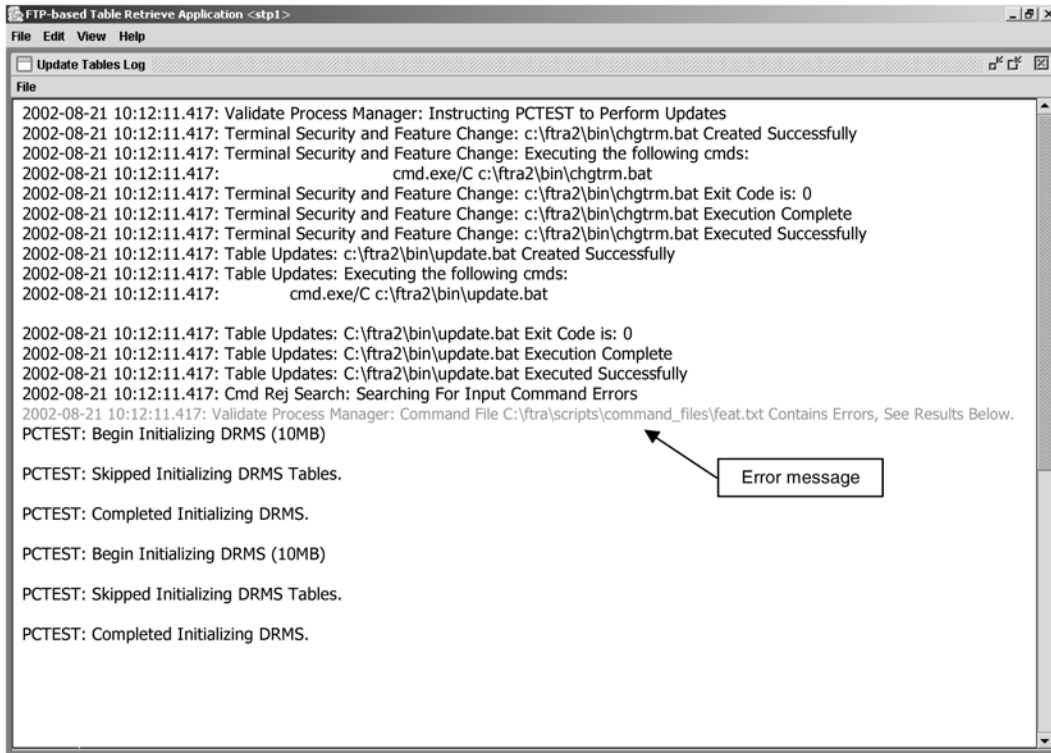 FTP-based Table Retrieve Application <stp1>
File Edit View Help
Update Tables Log
File
2002-08-21 10:12:11.417: Validate Process Manager: Instructing PCTEST to Perform Updates
2002-08-21 10:12:11.417: Terminal Security and Feature Change: c:\ftra2\bin\chgtrm.bat Created Successfully
2002-08-21 10:12:11.417: Terminal Security and Feature Change: Executing the following cmds:
2002-08-21 10:12:11.417: cmd.exe/C c:\ftra2\bin\chgtrm.bat
2002-08-21 10:12:11.417: Terminal Security and Feature Change: c:\ftra2\bin\chgtrm.bat Exit Code is: 0
2002-08-21 10:12:11.417: Terminal Security and Feature Change: c:\ftra2\bin\chgtrm.bat Execution Complete
2002-08-21 10:12:11.417: Terminal Security and Feature Change: c:\ftra2\bin\chgtrm.bat Executed Successfully
2002-08-21 10:12:11.417: Table Updates: c:\ftra2\bin\update.bat Created Successfully
2002-08-21 10:12:11.417: Table Updates: Executing the following cmds:
2002-08-21 10:12:11.417: cmd.exe/C c:\ftra2\bin\update.bat
2002-08-21 10:12:11.417: Table Updates: C:\ftra2\bin\update.bat Exit Code is: 0
2002-08-21 10:12:11.417: Table Updates: C:\ftra2\bin\update.bat Execution Complete
2002-08-21 10:12:11.417: Table Updates: C:\ftra2\bin\update.bat Executed Successfully
2002-08-21 10:12:11.417: Cmd Rej Search: Searching For Input Command Errors
2002-08-21 10:12:11.417: Validate Process Manager: Command File C:\ftra\scripts\command_files\feat.txt Contains Errors, See Results Below.
PCTEST: Begin Initializing DRMS (10MB)
PCTEST: Skipped Initializing DRMS Tables.
Error message
PCTEST: Completed Initializing DRMS.
PCTEST: Begin Initializing DRMS (10MB)
PCTEST: Skipped Initializing DRMS Tables.
PCTEST: Completed Initializing DRMS.